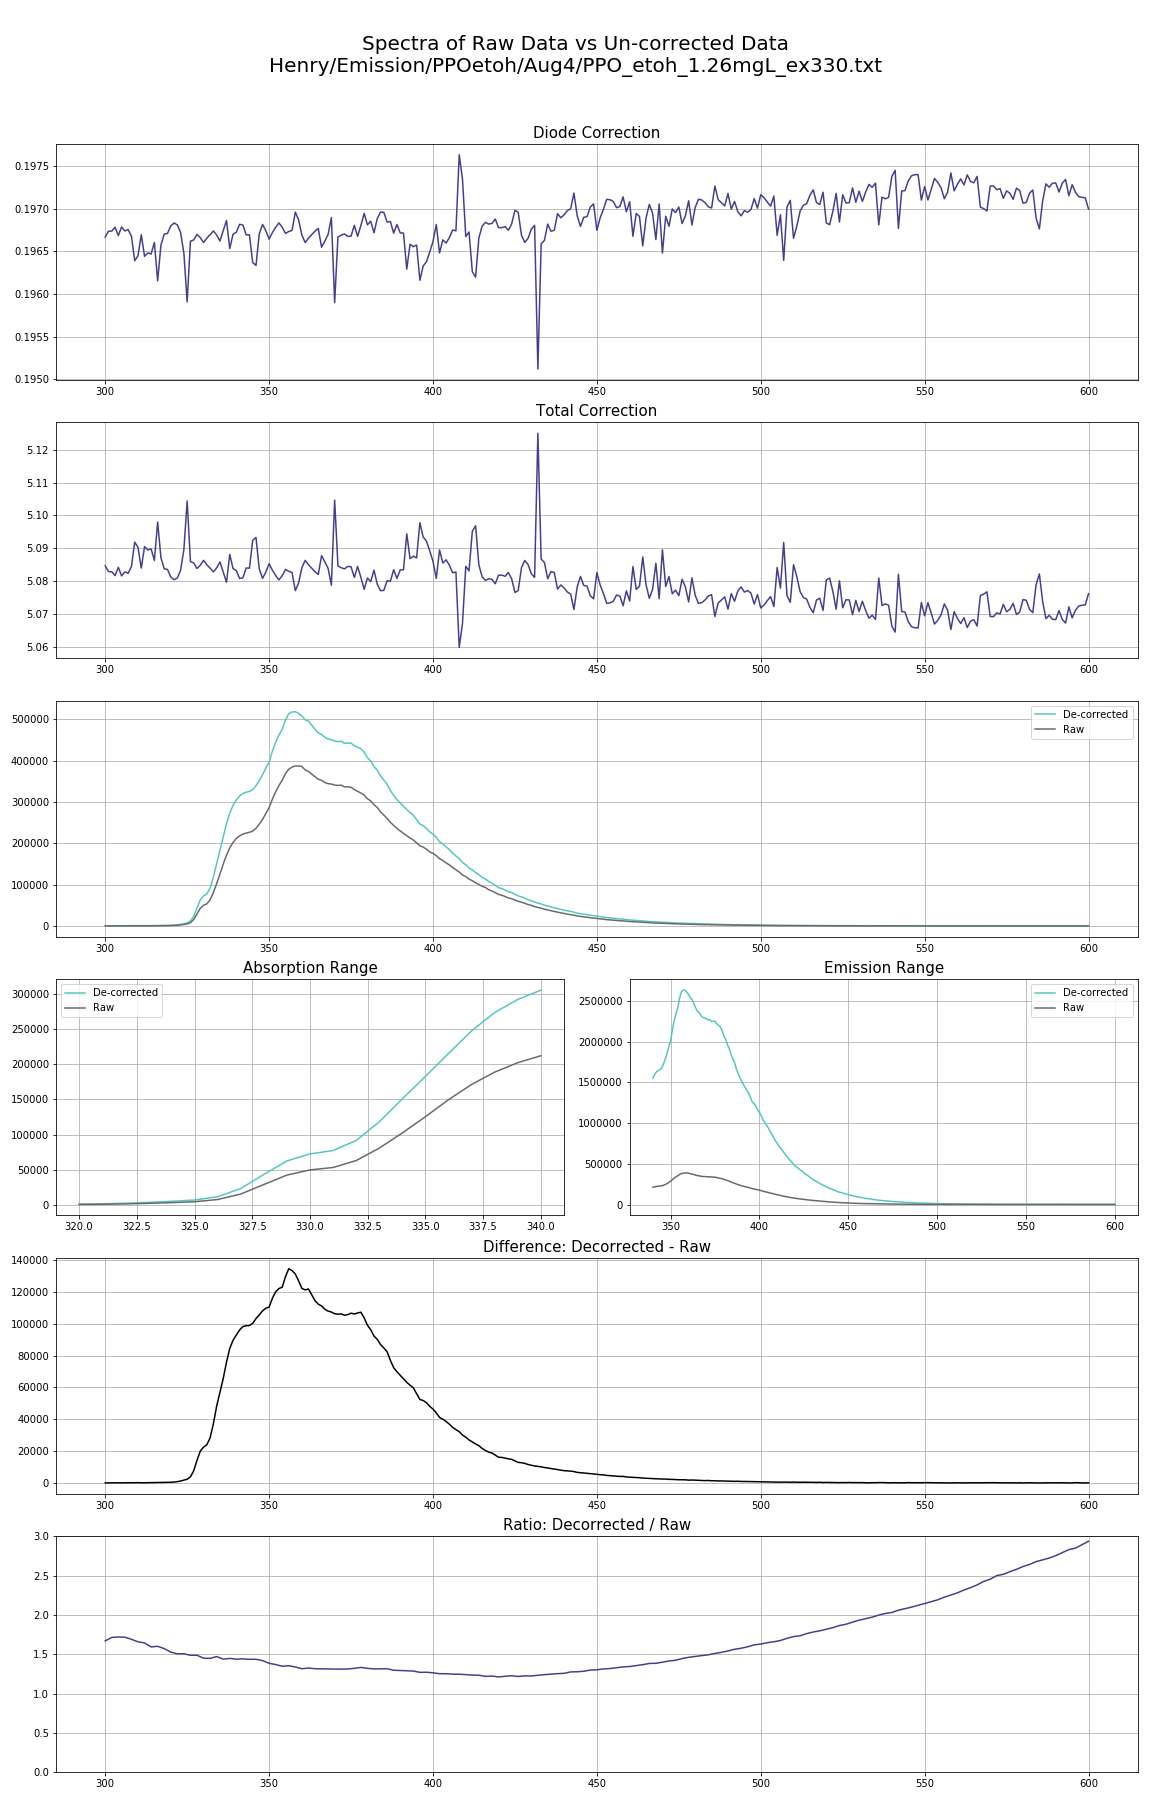 Spectra of Raw Data vs Un-corrected Data
Henry/Emission/PPOetoh/Aug4/PPO_etoh_1.26mgL_ex330.txt
Diode Correction
0.1975
0.1970
0.1965
0.1960
0.1955
0.1950
300 350 400 450 500 550 600
Total Correction
5.12
5.11
5.10
5.09
5.08
5.07
5.06
300 350 400 450 500 550 600
500000
400000
300000
200000
100000
0
De-corrected
Raw
300 350 400 450 500 550 600
Absorption Range
300000
250000
200000
150000
100000
50000
0
De-corrected
Raw
320.0 322.5 325.0 327.5 330.0 332.5 335.0 337.5 340.0
Emission Range
2500000
2000000
1500000
1000000
500000
0
De-corrected
Raw
350 400 450 500 550 600
Difference: Decorrected - Raw
140000
120000
100000
80000
60000
40000
20000
0
300 350 400 450 500 550 600
Ratio: Decorrected / Raw
3.0
2.5
2.0
1.5
1.0
0.5
0.0
300 350 400 450 500 550 600